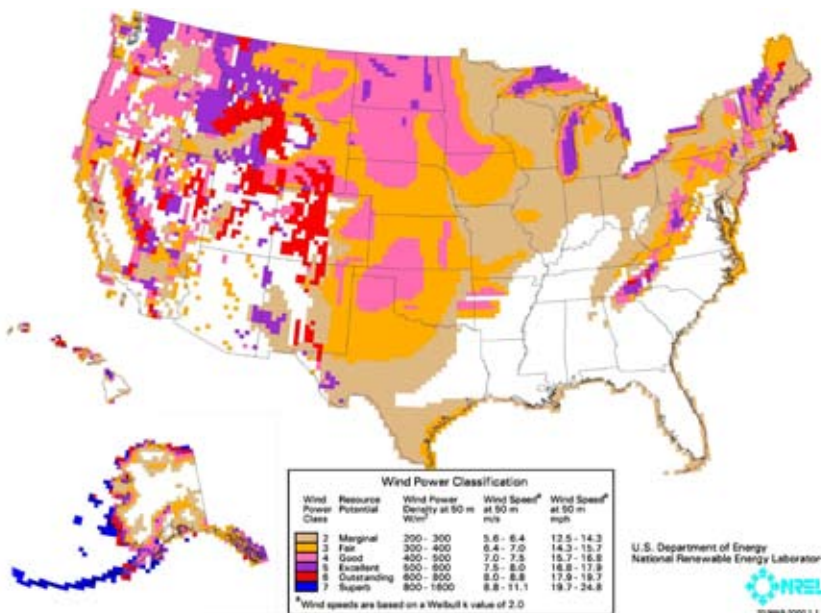 Wind Power Classification
Wind Power Class Resource Potential Wind Power Density at 50 m W/m² Wind Speedᵃ at 50 m m/s Wind Speedᵃ at 50 m mph
2 Marginal 200 - 300 5.6 - 6.4 12.5 - 14.3
3 Fair 300 - 400 6.4 - 7.0 14.3 - 15.7
4 Good 400 - 500 7.0 - 7.5 15.7 - 16.8
5 Excellent 500 - 600 7.5 - 8.0 16.8 - 17.9
6 Outstanding 600 - 800 8.0 - 8.8 17.9 - 19.7
7 Superb 800 - 1600 8.8 - 11.1 19.7 - 24.8
ᵃ Wind speeds are based on a Weibull k value of 2.0
U.S. Department of Energy
National Renewable Energy Laborator
NREL